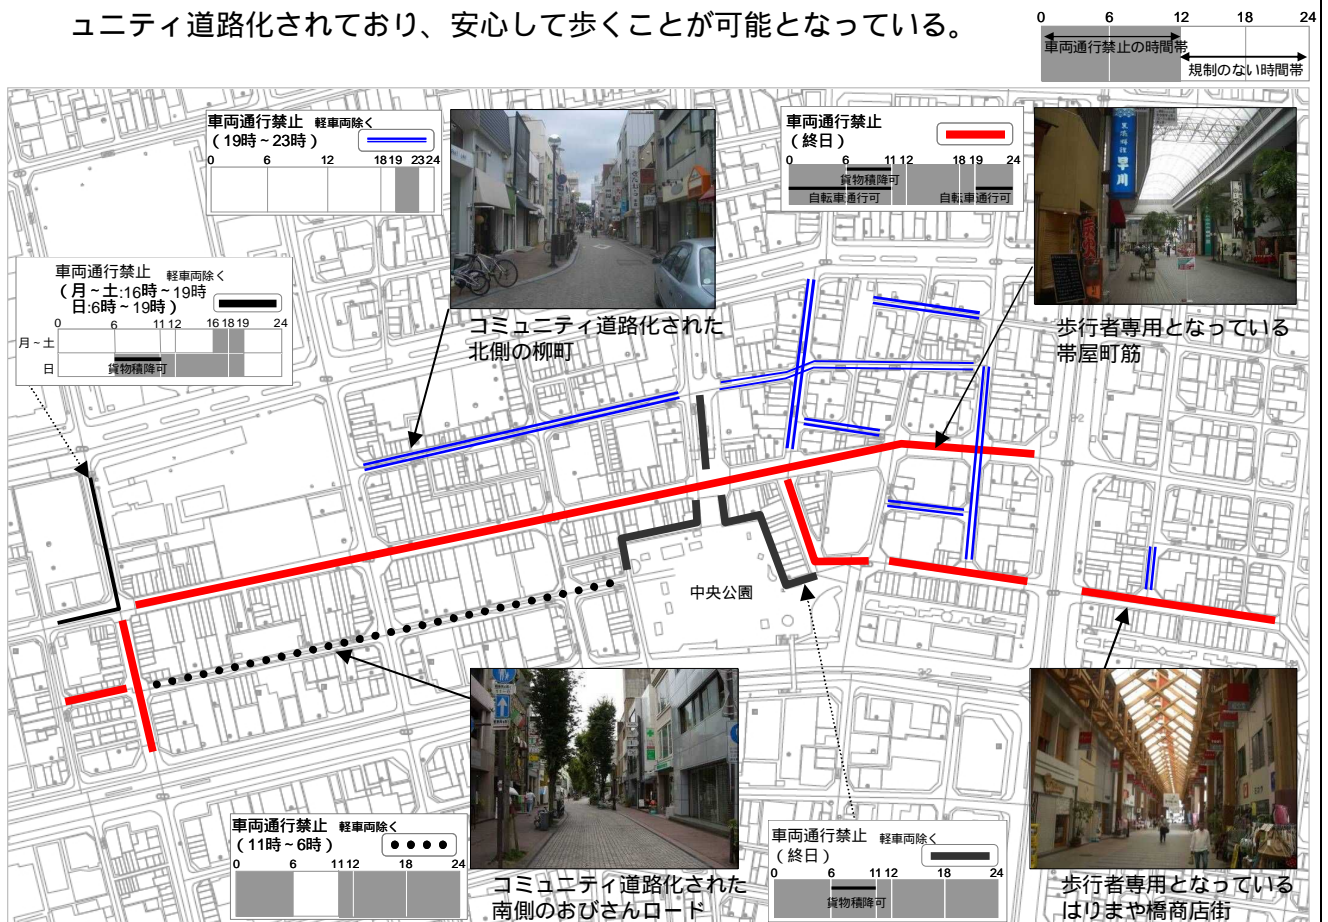 ュニティ道路化されており、安心して歩くことが可能となっている。
0 6 12 18 24
車両通行禁止の時間帯
規制のない時間帯
車両通行禁止 軽車両除く
(19時~23時)
0 6 12 18 19 23 24
車両通行禁止
(終日)
0 6 11 12 18 19 24
貨物積降可
自転車通行可 自転車通行可
早川
車両通行禁止 軽車両除く
(月~土:16時~19時
日:6時~19時)
0 6 11 12 16 18 19 24
月~土
日 貨物積降可
コミュニティ道路化された
北側の柳町
歩行者専用となっている
帯屋町筋
中央公園
車両通行禁止 軽車両除く
(11時~6時)
0 6 11 12 18 24
コミュニティ道路化された
南側のおびさんロード
車両通行禁止 軽車両除く
(終日)
0 6 11 12 18 24
貨物積降可
歩行者専用となっている
はりまや橋商店街